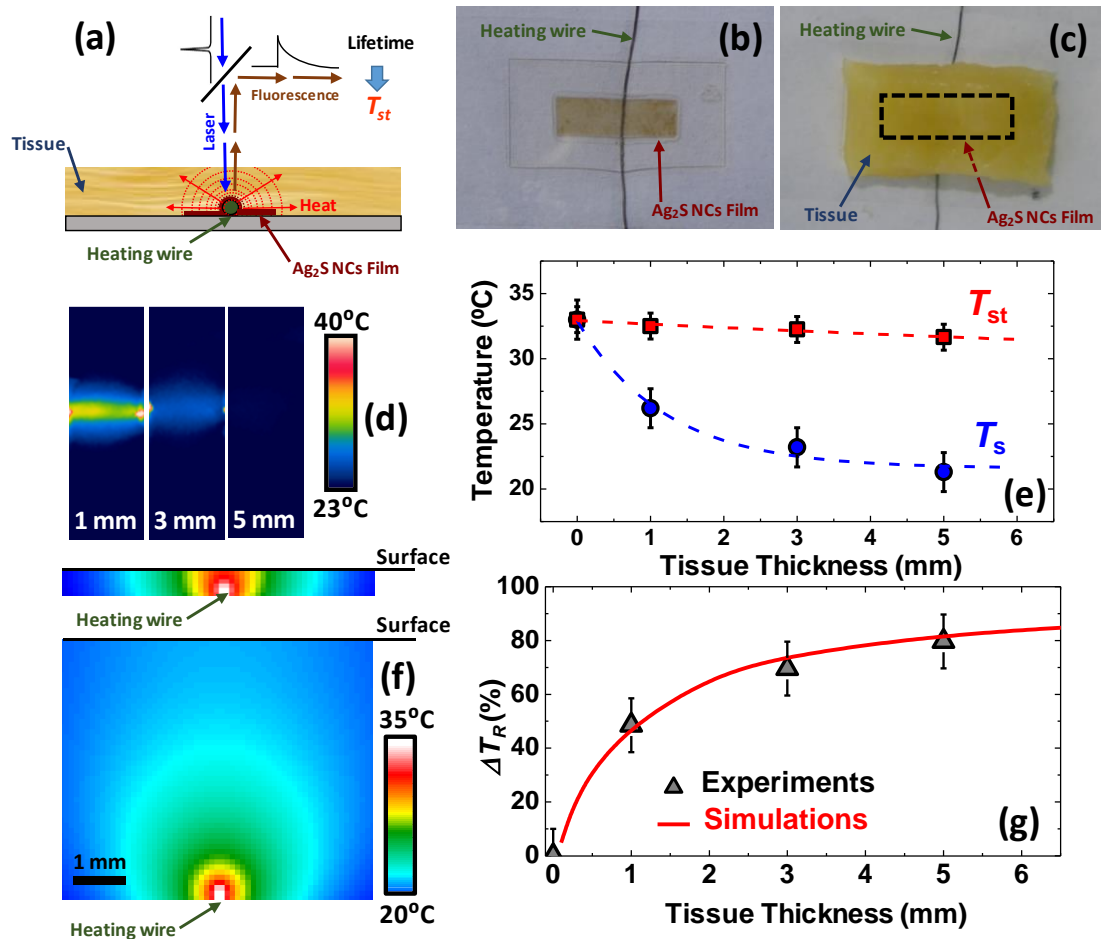 (a)
Lifetime
T_st
Fluorescence
Laser
Tissue
Heat
Heating wire
Ag₂S NCs Film
Heating wire
(b)
Ag₂S NCs Film
Heating wire
(c)
Tissue
Ag₂S NCs Film
40°C
(d)
23°C
1 mm
3 mm
5 mm
Temperature (ºC)
35
30
25
20
T_st
T_s
(e)
0
1
2
3
4
5
6
Tissue Thickness (mm)
Surface
Heating wire
Surface
(f)
35°C
20°C
1 mm
Heating wire
ΔT_R (%)
100
80
60
40
20
0
Experiments
Simulations
(g)
0
1
2
3
4
5
6
Tissue Thickness (mm)